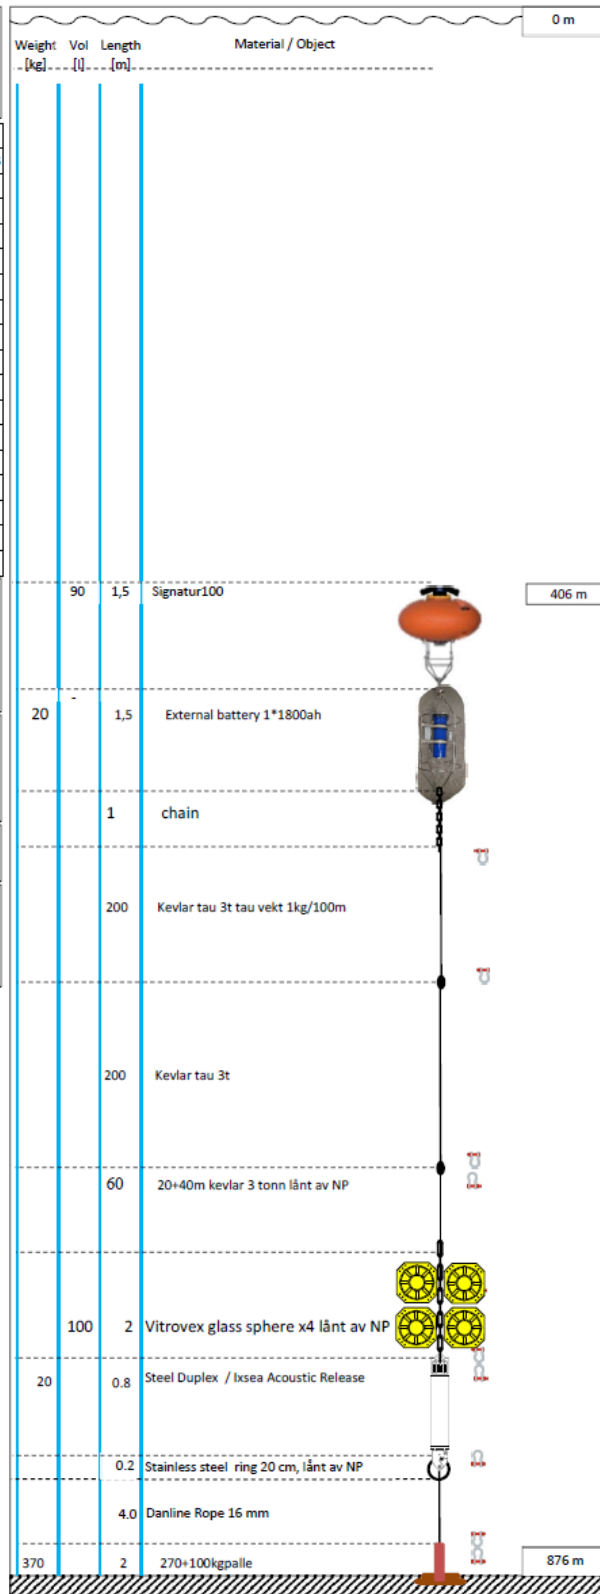 0 m
Weight Vol Length Material / Object
[kg] [l] [m]
90 1,5 Signatur100 406 m
-
20 1,5 External battery 1*1800ah
1 chain
200 Kevlar tau 3t tau vekt 1kg/100m
200 Kevlar tau 3t
60 20+40m kevlar 3 tonn lånt av NP
100 2 Vitrovex glass sphere x4 lånt av NP
20 0.8 Steel Duplex / Ixsea Acoustic Release
0.2 Stainless steel ring 20 cm, lånt av NP
4.0 Danline Rope 16 mm
370 2 270+100kgpalle 876 m